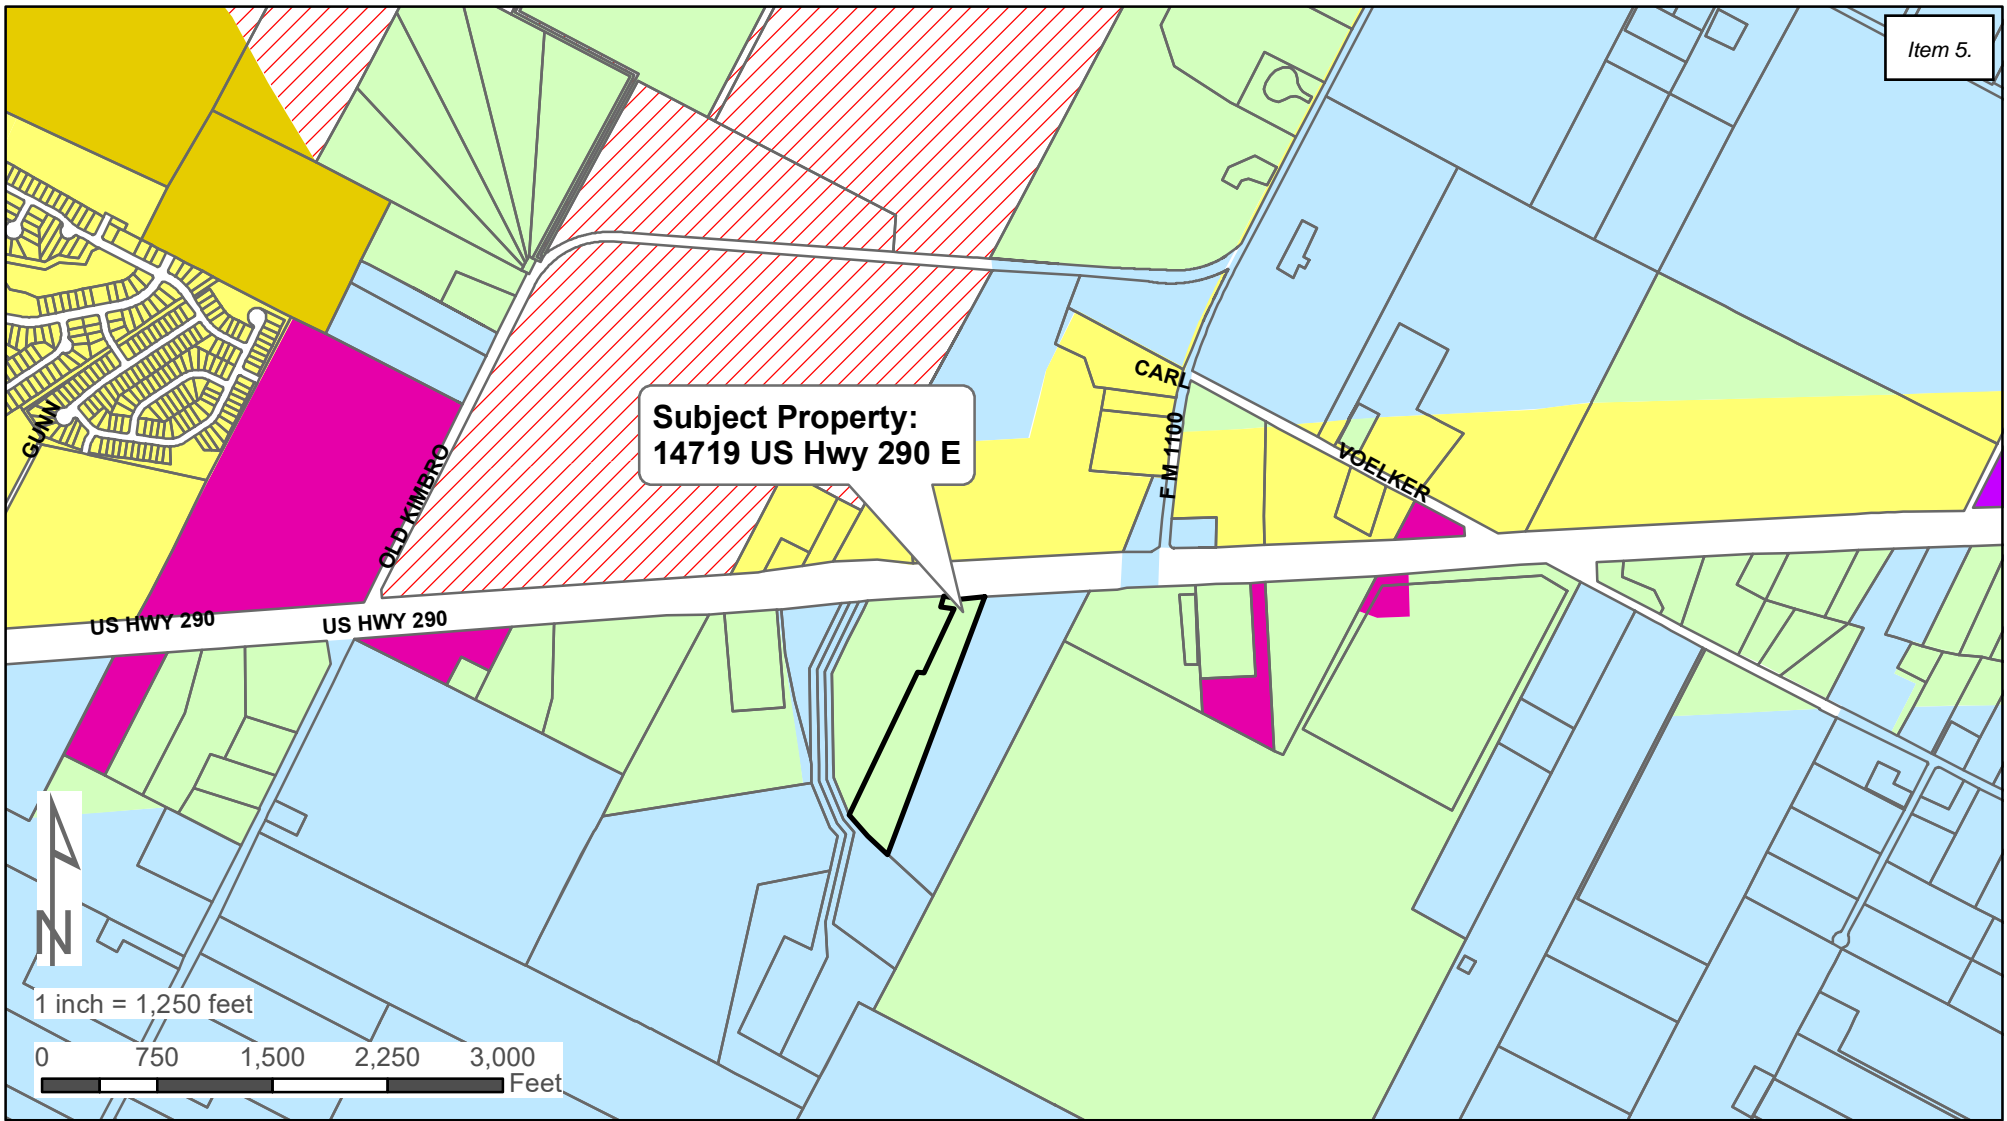 Item 5.
CARL
Subject Property:
14719 US Hwy 290 E
GUNN
OLD KIMBRO
F M 1100
VOELKER
US HWY 290
US HWY 290
N
1 inch = 1,250 feet
0 750 1,500 2,250 3,000
Feet